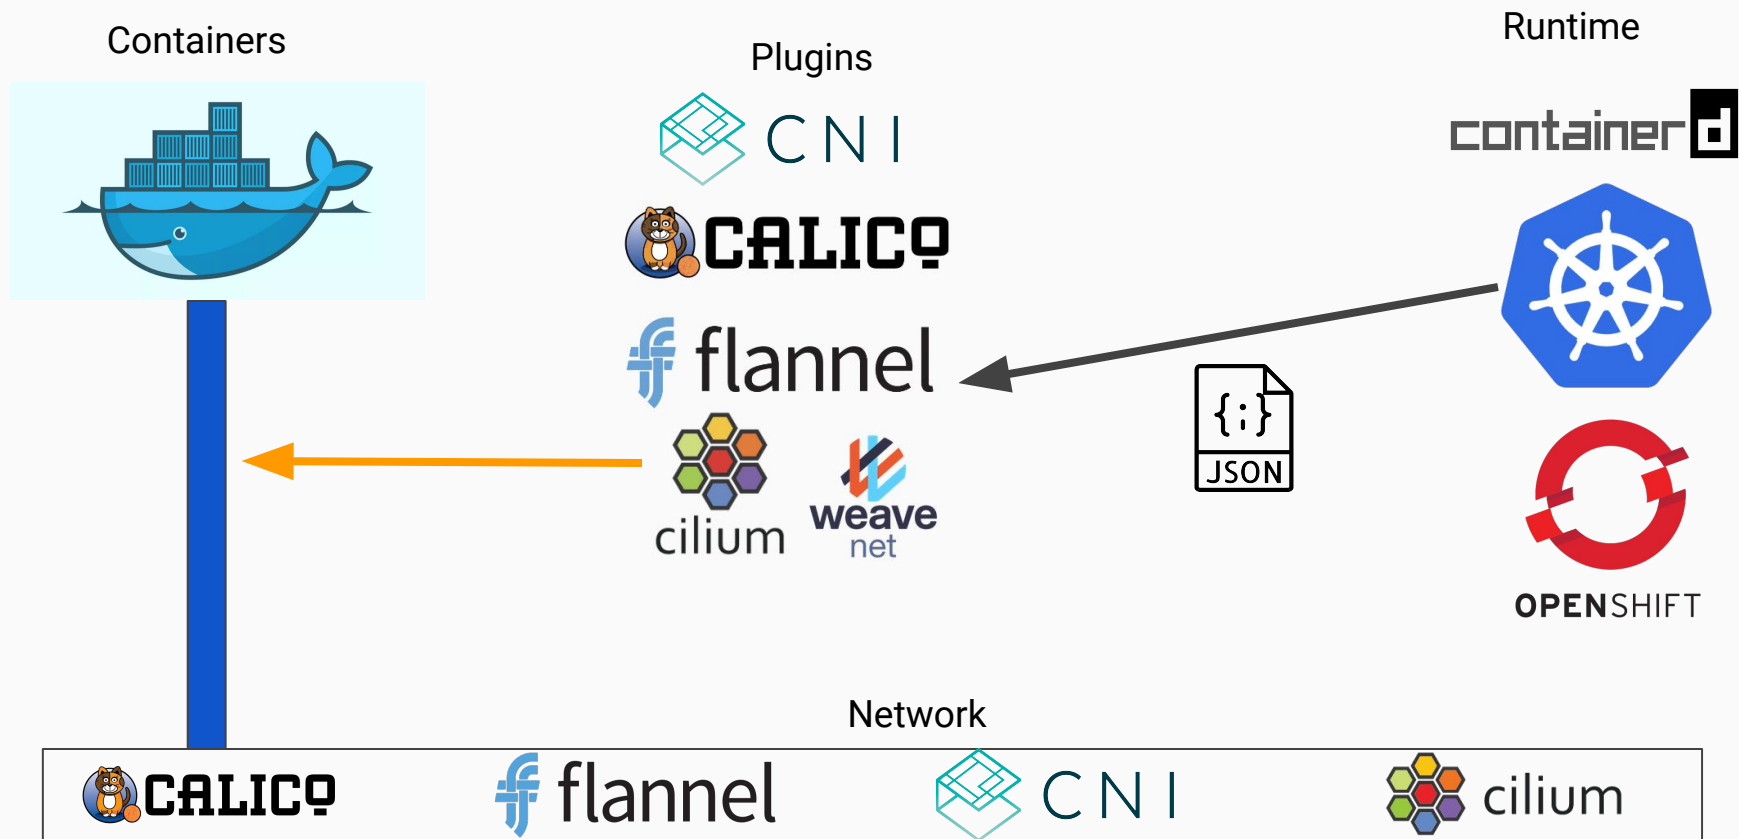 Containers
Plugins
Runtime
CNI
containerd
CALICO
flannel
{;}
JSON
cilium
weave
net
OPENSHIFT
Network
CALICO
flannel
CNI
cilium